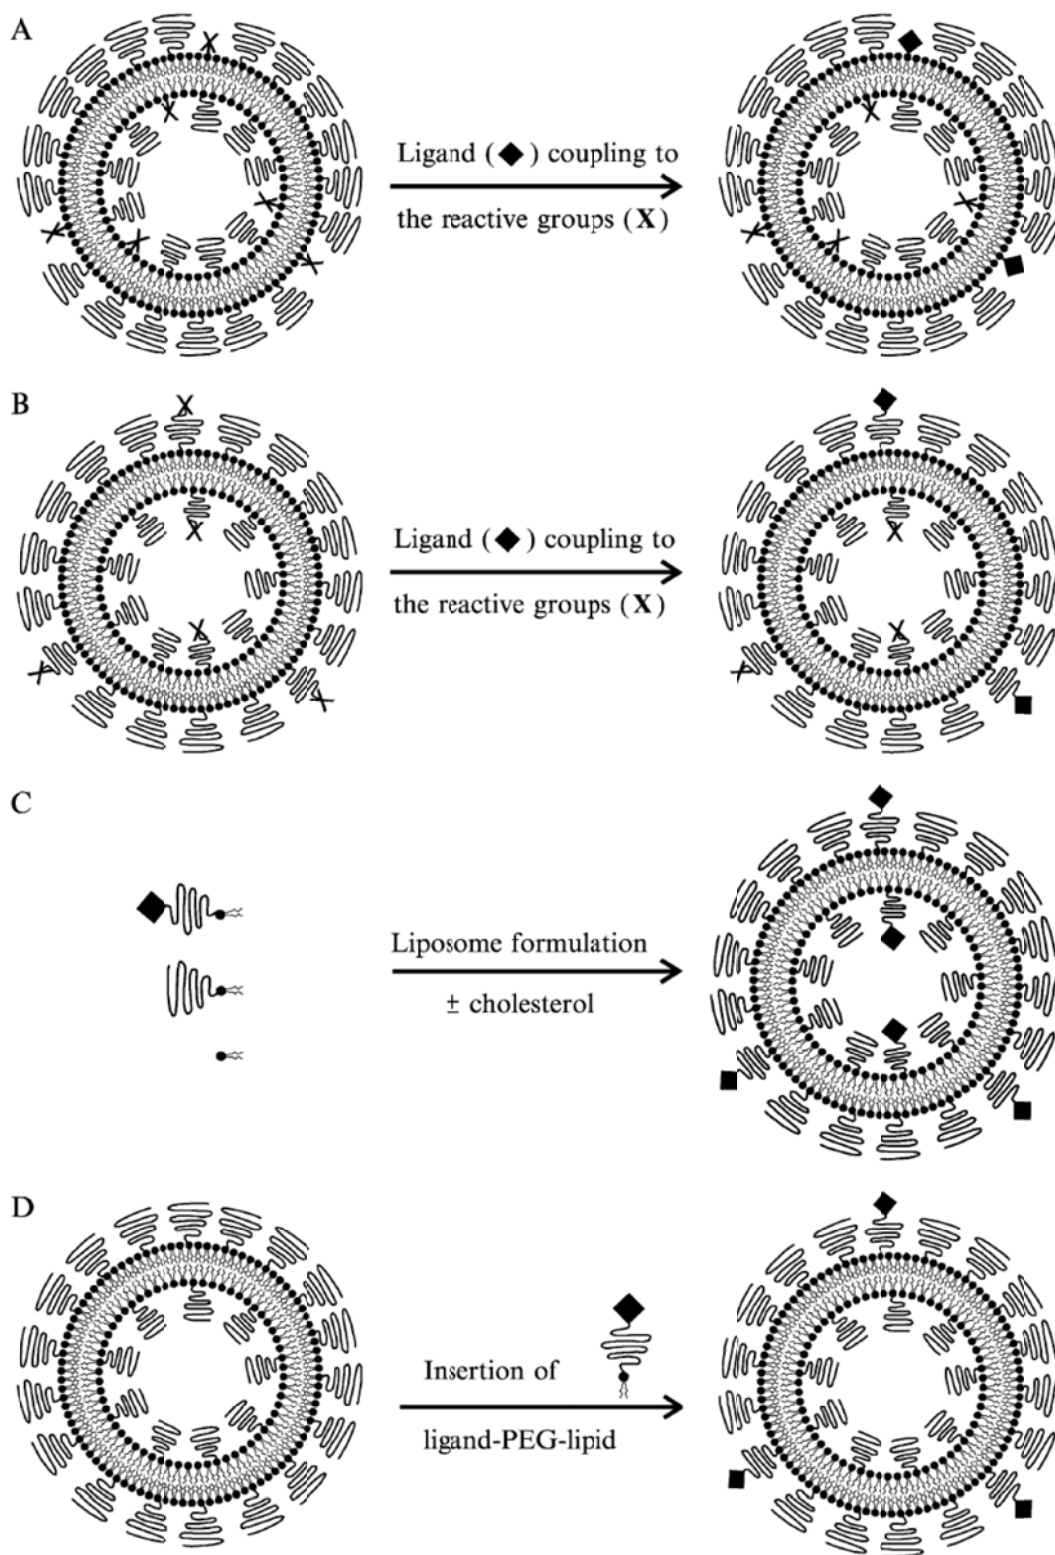 A
Ligand (◆) coupling to
the reactive groups (X)
B
Ligand (◆) coupling to
the reactive groups (X)
C
Liposome formulation
± cholesterol
D
Insertion of
ligand-PEG-lipid